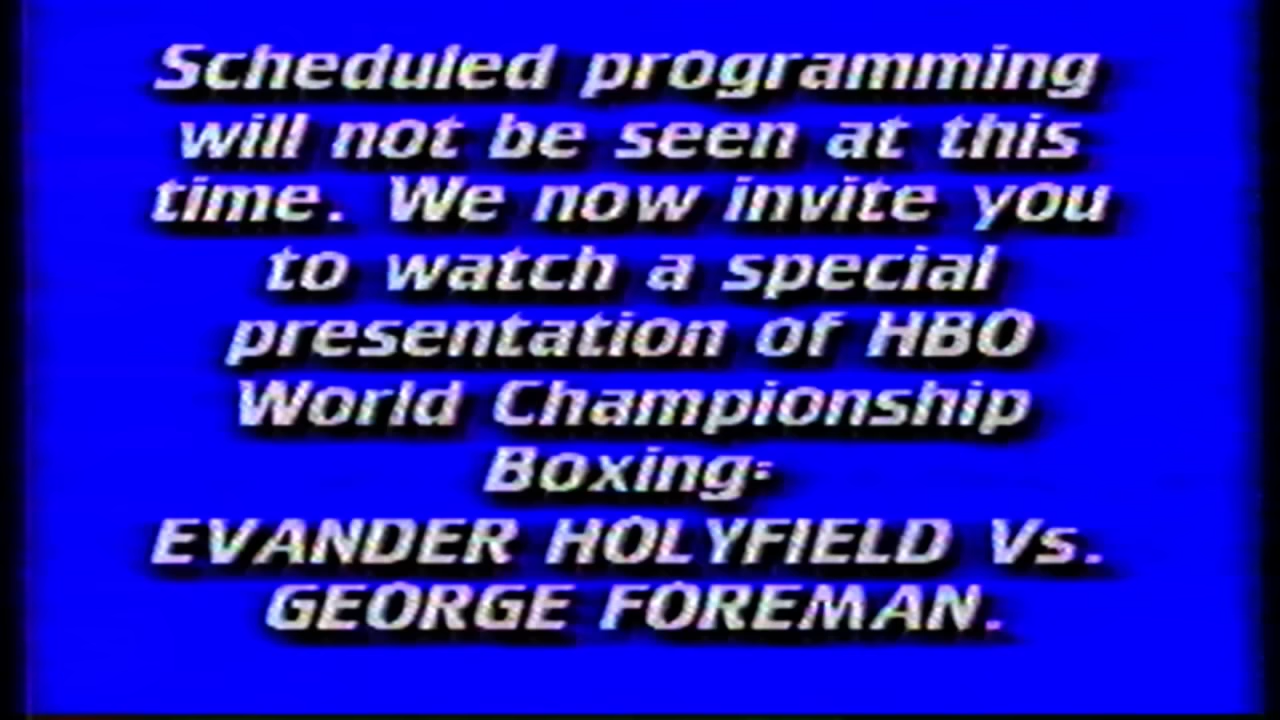 Scheduled programming
will not be seen at this
time. We now invite you
to watch a special
presentation of HBO
World Championship
Boxing:
EVANDER HOLYFIELD Vs.
GEORGE FOREMAN.